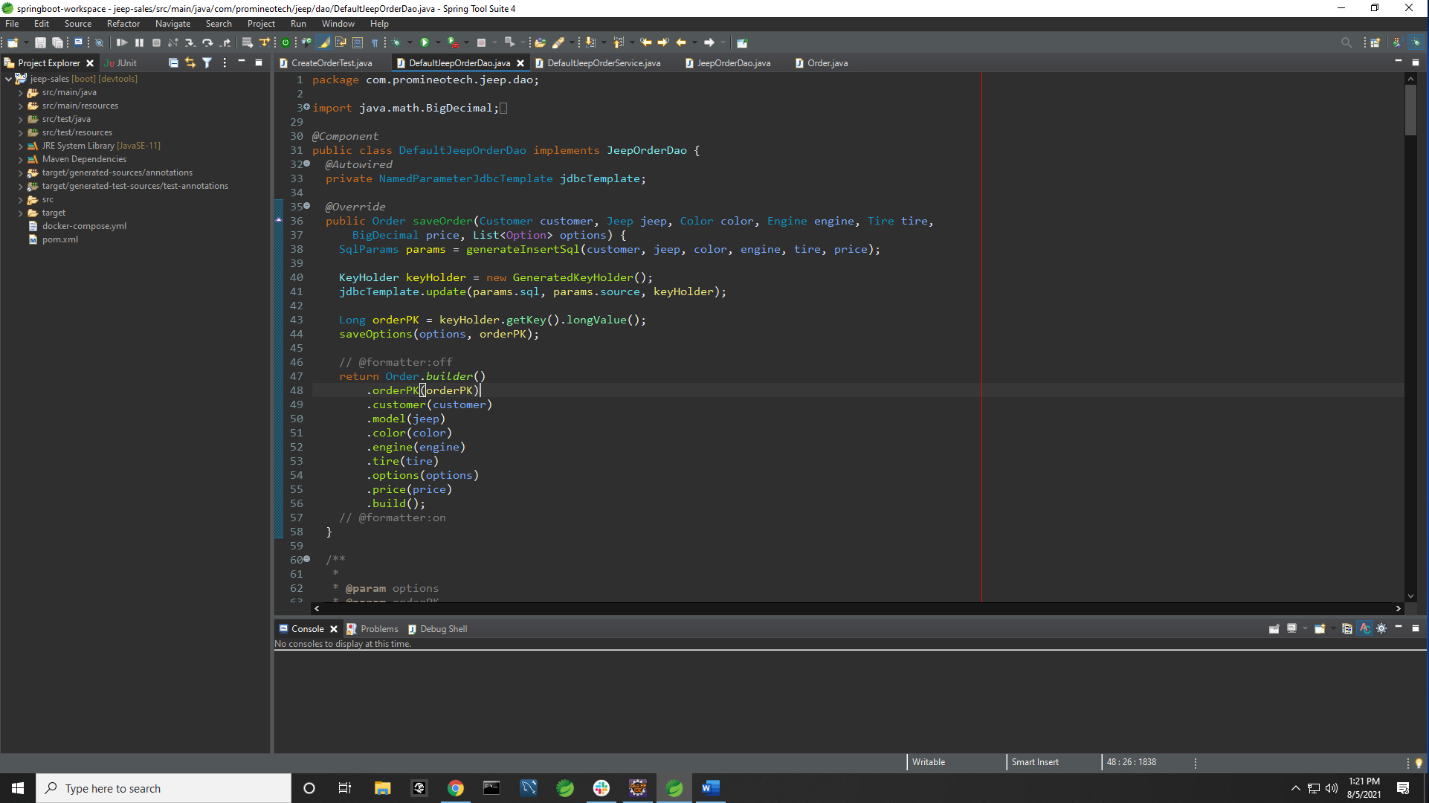 springboot-workspace - jeep-sales/src/main/java/com/promineotech/jeep/dao/DefaultJeepOrderDao.java - Spring Tool Suite 4
File Edit Source Refactor Navigate Search Project Run Window Help
Project Explorer JUnit
jeep-sales [boot] [devtools]
src/main/java
src/main/resources
src/test/java
src/test/resources
JRE System Library [JavaSE-11]
Maven Dependencies
target/generated-sources/annotations
target/generated-test-sources/test-annotations
src
target
docker-compose.yml
pom.xml
CreateOrderTest.java DefaultJeepOrderDao.java DefaultJeepOrderService.java JeepOrderDao.java Order.java
1 package com.promineotech.jeep.dao;
2
3 import java.math.BigDecimal;
29
30 @Component
31 public class DefaultJeepOrderDao implements JeepOrderDao {
32 @Autowired
33 private NamedParameterJdbcTemplate jdbcTemplate;
34
35 @Override
36 public Order saveOrder(Customer customer, Jeep jeep, Color color, Engine engine, Tire tire,
37 BigDecimal price, List<Option> options) {
38 SqlParams params = generateInsertSql(customer, jeep, color, engine, tire, price);
39
40 KeyHolder keyHolder = new GeneratedKeyHolder();
41 jdbcTemplate.update(params.sql, params.source, keyHolder);
42
43 Long orderPK = keyHolder.getKey().longValue();
44 saveOptions(options, orderPK);
45
46 // @formatter:off
47 return Order.builder()
48 .orderPK(orderPK)
49 .customer(customer)
50 .model(jeep)
51 .color(color)
52 .engine(engine)
53 .tire(tire)
54 .options(options)
55 .price(price)
56 .build();
57 // @formatter:on
58 }
59
60 /**
61 *
62 * @param options
63 * @param orderPK
Console Problems Debug Shell
No consoles to display at this time.
Writable Smart Insert 48 : 26 : 1838
Type here to search
1:21 PM
8/5/2021